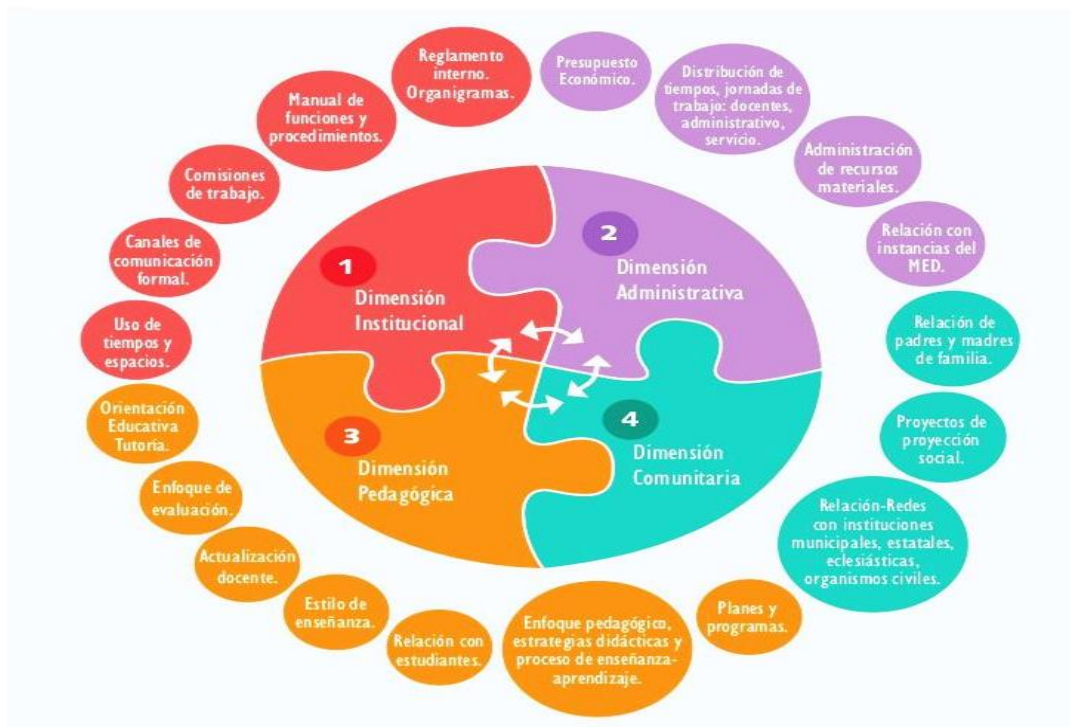 Reglamento
interno.
Organigramas.
Presupuesto
Económico.
Distribución de
tiempos, jornadas de
trabajo: docentes,
administrativo,
servicio.
Manual de
funciones y
procedimientos.
Administración
de recursos
materiales.
Comisiones
de trabajo.
Relación con
instancias del
MED.
Canales de
comunicación
formal.
1
Dimensión
Institucional
2
Dimensión
Administrativa
Uso de
tiempos y
espacios.
Relación de
padres y madres
de familia.
Orientación
Educativa
Tutoría.
3
Dimensión
Pedagógica
4
Dimensión
Comunitaria
Proyectos de
proyección
social.
Enfoque de
evaluación.
Relación-Redes
con instituciones
municipales, estatales,
eclesiásticas,
organismos civiles.
Actualización
docente.
Estilo de
enseñanza.
Relación con
estudiantes.
Enfoque pedagógico,
estrategias didácticas y
proceso de enseñanza-
aprendizaje.
Planes y
programas.